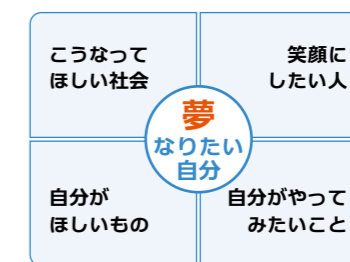 こうなって
ほしい社会
笑顔に
したい人
夢
なりたい
自分
自分が
ほしいもの
自分がやって
みたいこと